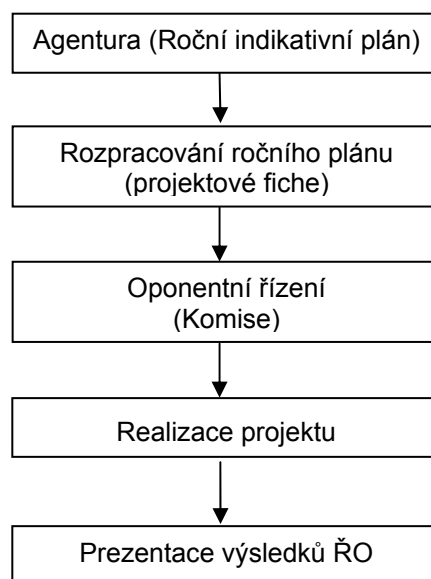 Agentura (Roční indikativní plán)
Rozpracování ročního plánu
(projektové fiche)
Oponentní řízení
(Komise)
Realizace projektu
Prezentace výsledků ŘO